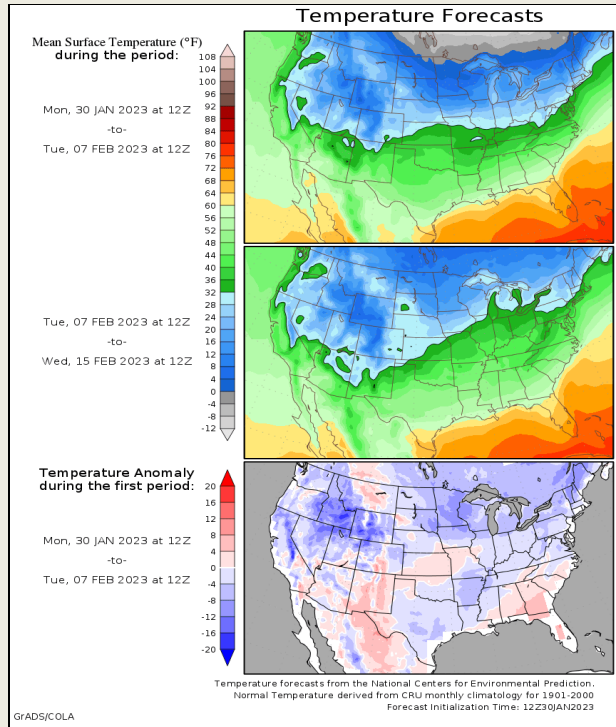 Temperature Forecasts
Mean Surface Temperature (°F)
during the period:
108
104
100
96
92
88
84
80
76
72
68
64
60
56
52
48
44
40
36
32
28
24
20
16
12
8
4
0
-4
-8
-12
Mon, 30 JAN 2023 at 12Z
-to-
Tue, 07 FEB 2023 at 12Z
Tue, 07 FEB 2023 at 12Z
-to-
Wed, 15 FEB 2023 at 12Z
Temperature Anomaly
during the first period:
20
16
12
8
4
0
-4
-8
-12
-16
-20
Mon, 30 JAN 2023 at 12Z
-to-
Tue, 07 FEB 2023 at 12Z
Temperature forecasts from the National Centers for Environmental Prediction.
Normal Temperature derived from CRU monthly climatology for 1901-2000
Forecast Initialization Time: 12Z30JAN2023
GrADS/COLA